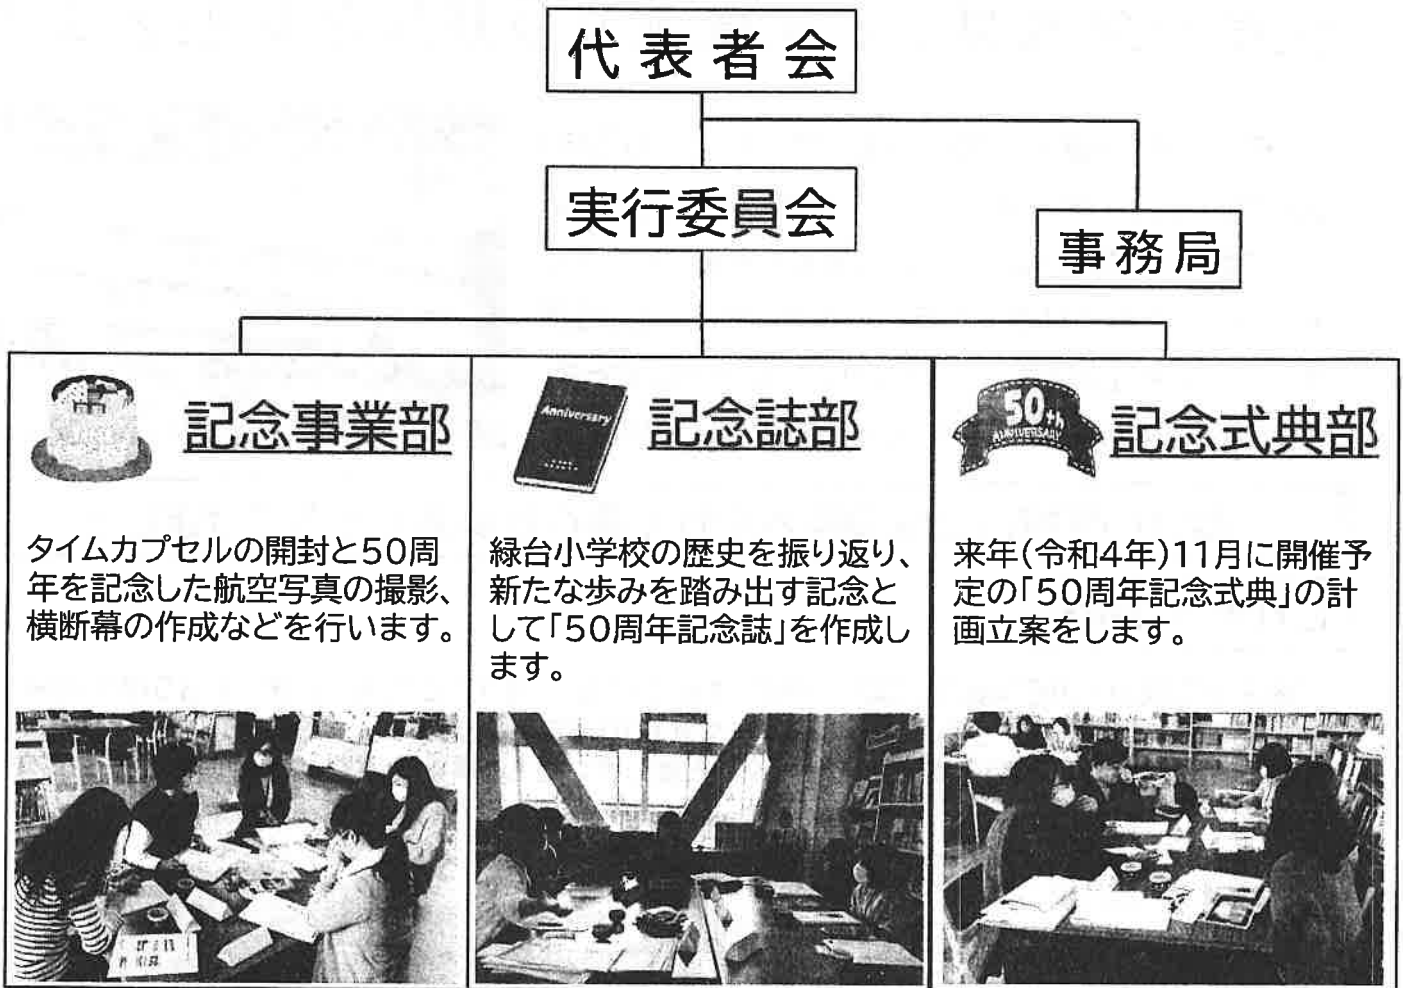 代表者会
実行委員会
事務局
記念事業部
タイムカプセルの開封と50周
年を記念した航空写真の撮影、
横断幕の作成などを行います。
Anniversary
記念誌部
緑台小学校の歴史を振り返り、
新たな歩みを踏み出す記念と
して「50周年記念誌」を作成し
ます。
50th
ANNIVERSARY
記念式典部
来年(令和4年)11月に開催予
定の「50周年記念式典」の計
画立案をします。